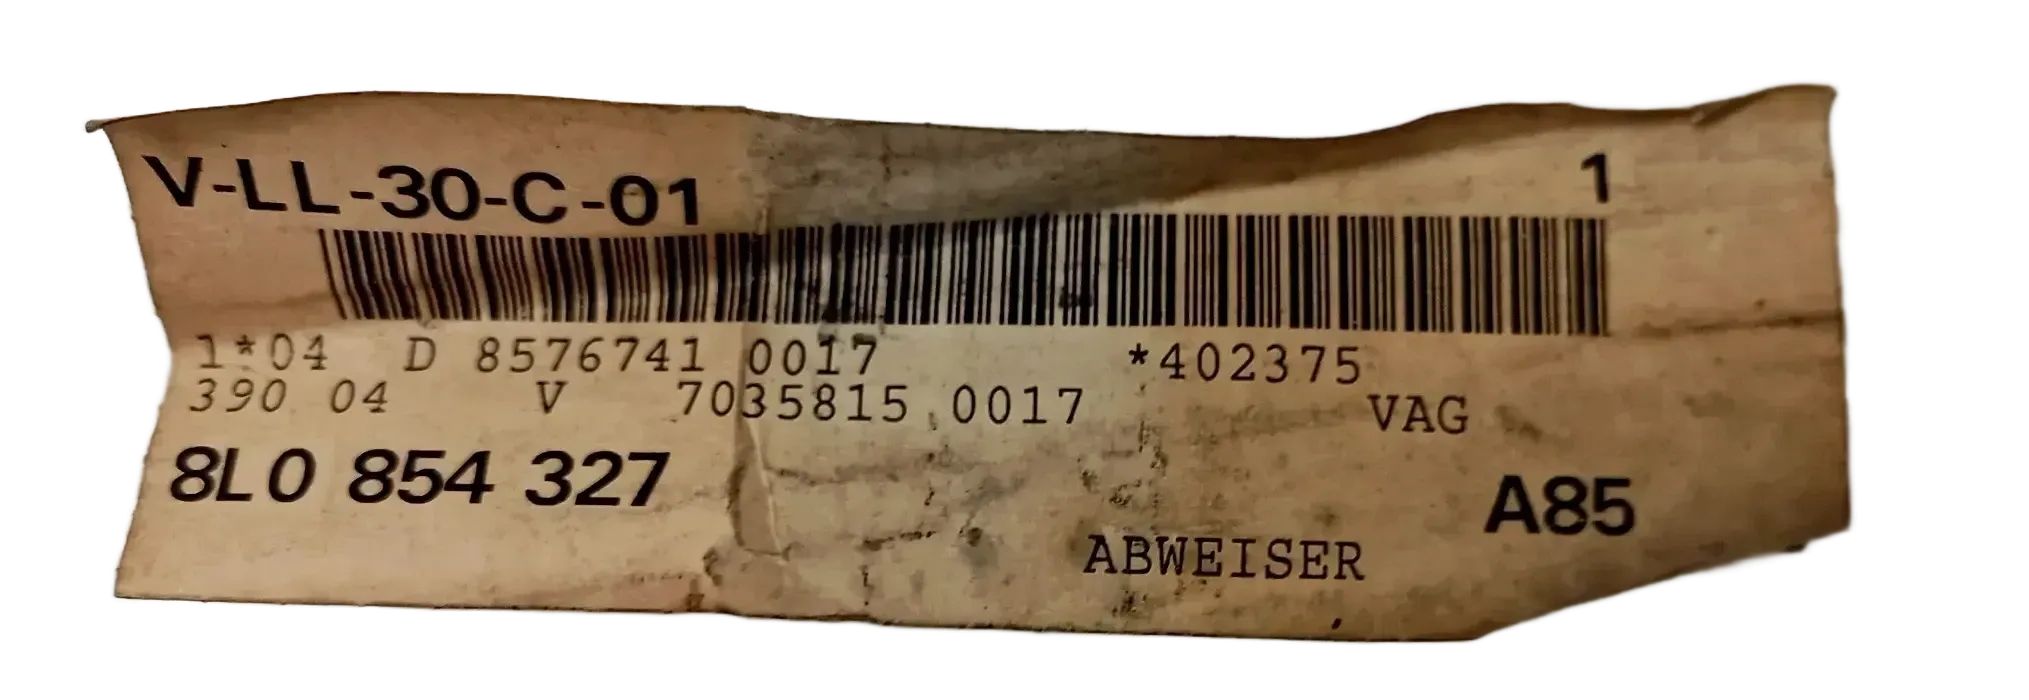 V-LL-30-C-01 1
1*04 D 8576741 0017 *402375
390 04 V 7035815 0017 VAG
8L0 854 327 A85
ABWEISER